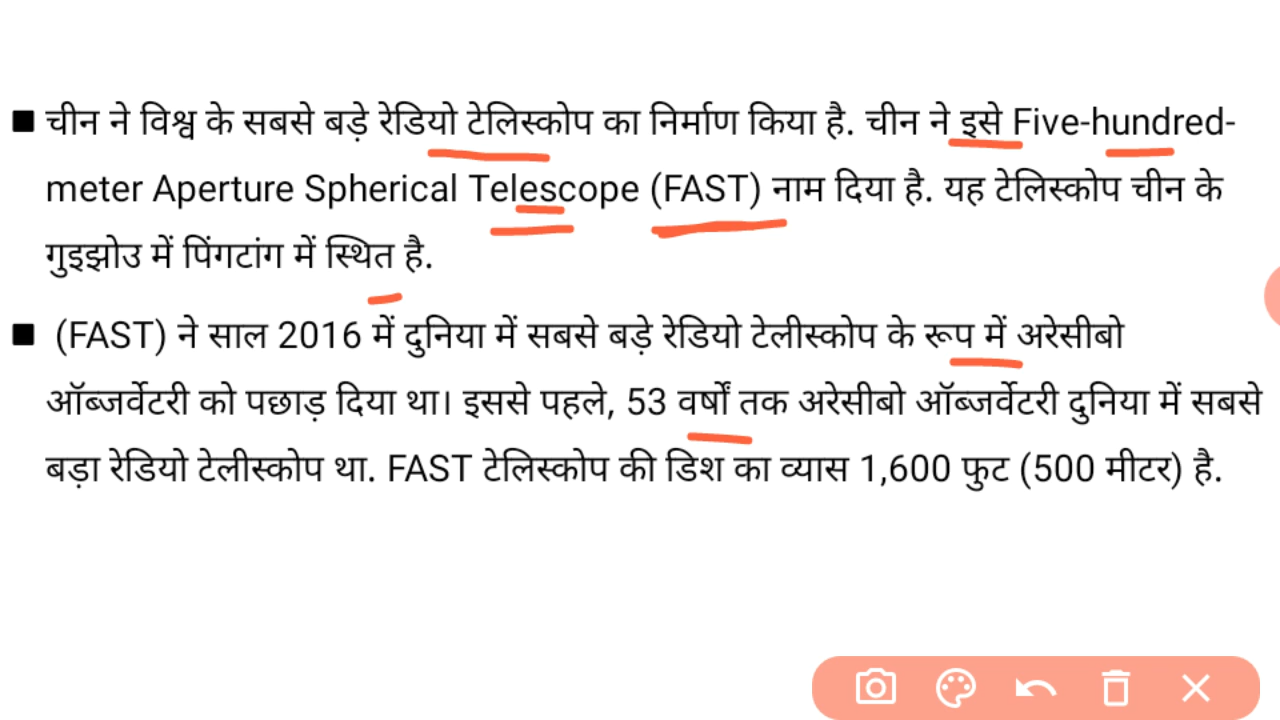 ■ चीन ने विश्व के सबसे बड़े रेडियो टेलिस्कोप का निर्माण किया है. चीन ने इसे Five-hundred-
meter Aperture Spherical Telescope (FAST) नाम दिया है. यह टेलिस्कोप चीन के
गुइझोउ में पिंगटांग में स्थित है.
■ (FAST) ने साल 2016 में दुनिया में सबसे बड़े रेडियो टेलीस्कोप के रूप में अरेसीबो
ऑब्जर्वेटरी को पछाड़ दिया था। इससे पहले, 53 वर्षों तक अरेसीबो ऑब्जर्वेटरी दुनिया में सबसे
बड़ा रेडियो टेलीस्कोप था. FAST टेलिस्कोप की डिश का व्यास 1,600 फुट (500 मीटर) है.